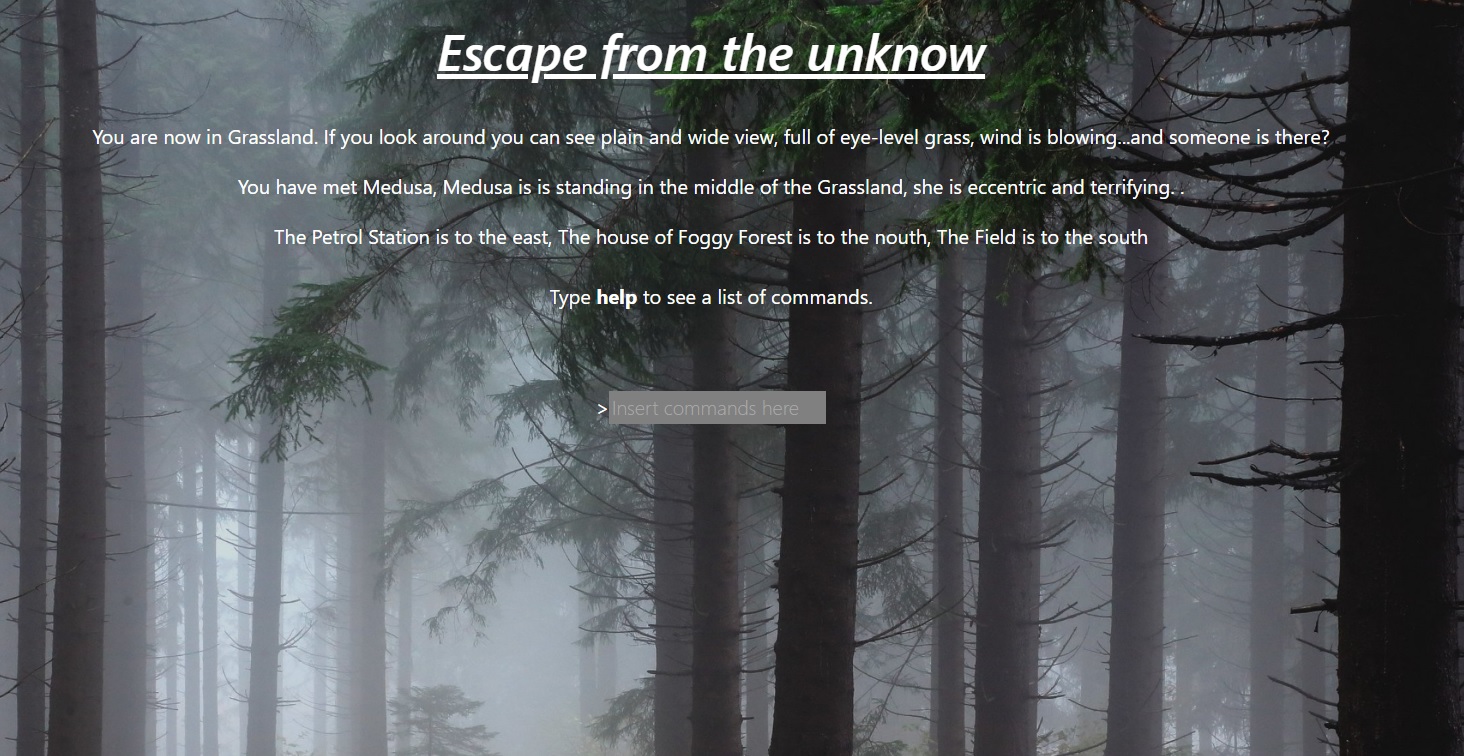 Escape from the unknow
You are now in Grassland. If you look around you can see plain and wide view, full of eye-level grass, wind is blowing...and someone is there?
You have met Medusa, Medusa is is standing in the middle of the Grassland, she is eccentric and terrifying. .
The Petrol Station is to the east, The house of Foggy Forest is to the nouth, The Field is to the south
Type help to see a list of commands.
>Insert commands here